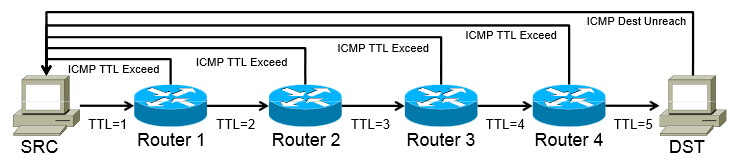 ICMP Dest Unreach
ICMP TTL Exceed
ICMP TTL Exceed
ICMP TTL Exceed
ICMP TTL Exceed
TTL=1
TTL=2
TTL=3
TTL=4
TTL=5
SRC
Router 1
Router 2
Router 3
Router 4
DST